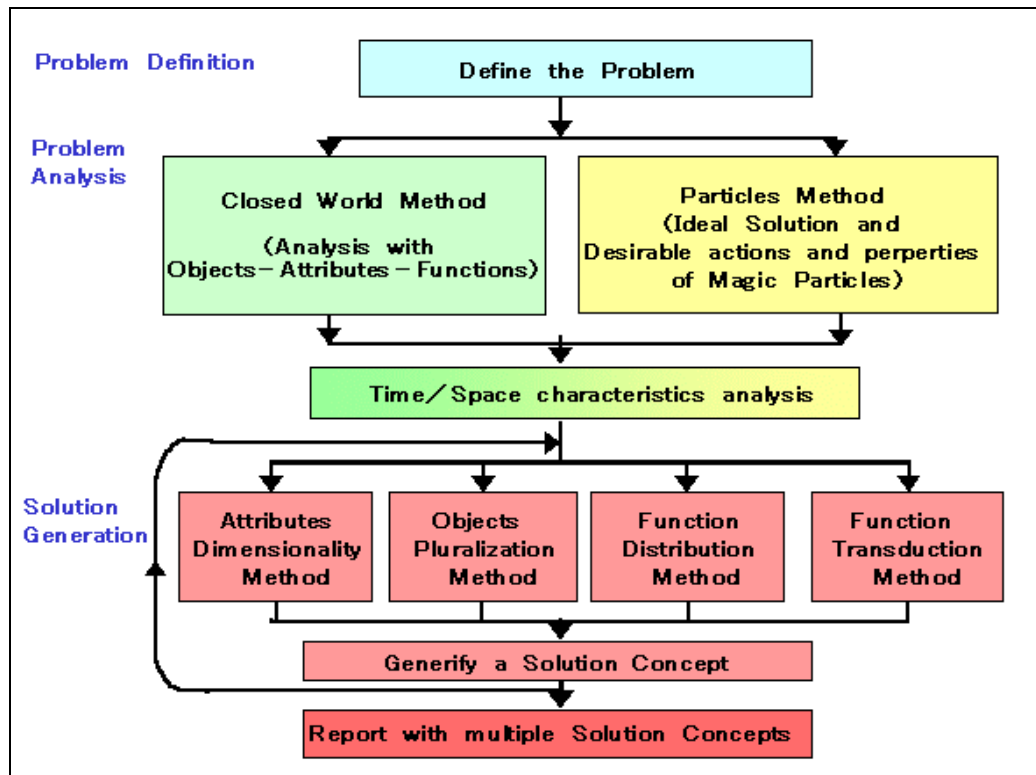 Problem Definition
Define the Problem
Problem
Analysis
Closed World Method
(Analysis with
Objects－Attributes－Functions)
Particles Method
(Ideal Solution and
Desirable actions and perperties
of Magic Particles)
Time／Space characteristics analysis
Solution
Generation
Attributes
Dimensionality
Method
Objects
Pluralization
Method
Function
Distribution
Method
Function
Transduction
Method
Generify a Solution Concept
Report with multiple Solution Concepts